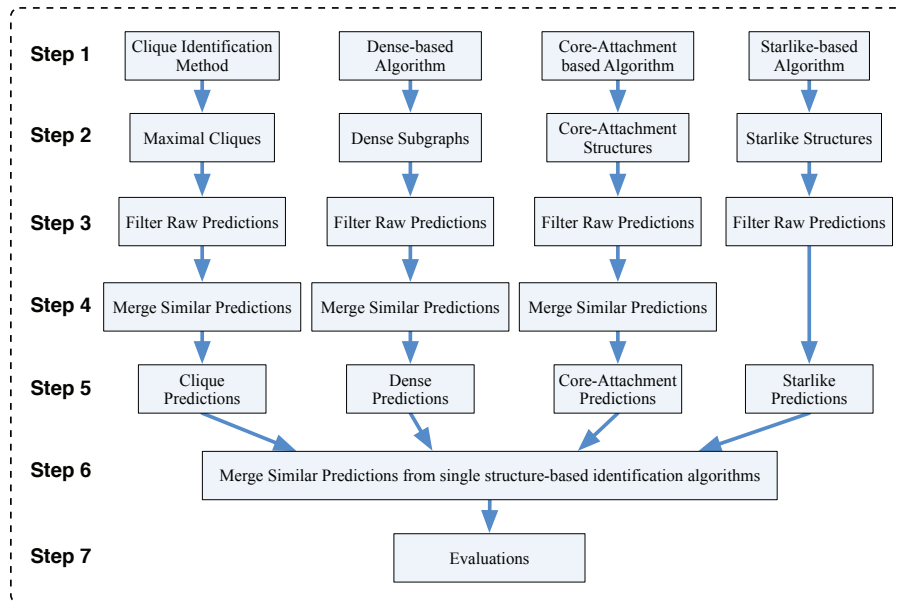 Step 1
Clique Identification
Method
Dense-based
Algorithm
Core-Attachment
based Algorithm
Starlike-based
Algorithm
Step 2
Maximal Cliques
Dense Subgraphs
Core-Attachment
Structures
Starlike Structures
Step 3
Filter Raw Predictions
Filter Raw Predictions
Filter Raw Predictions
Filter Raw Predictions
Step 4
Merge Similar Predictions
Merge Similar Predictions
Merge Similar Predictions
Step 5
Clique
Predictions
Dense
Predictions
Core-Attachment
Predictions
Starlike
Predictions
Step 6
Merge Similar Predictions from single structure-based identification algorithms
Step 7
Evaluations